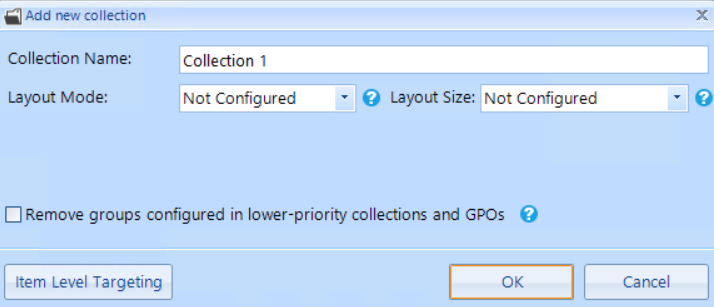 Add new collection
Collection Name: Collection 1
Layout Mode: Not Configured ? Layout Size: Not Configured ?
Remove groups configured in lower-priority collections and GPOs ?
Item Level Targeting OK Cancel